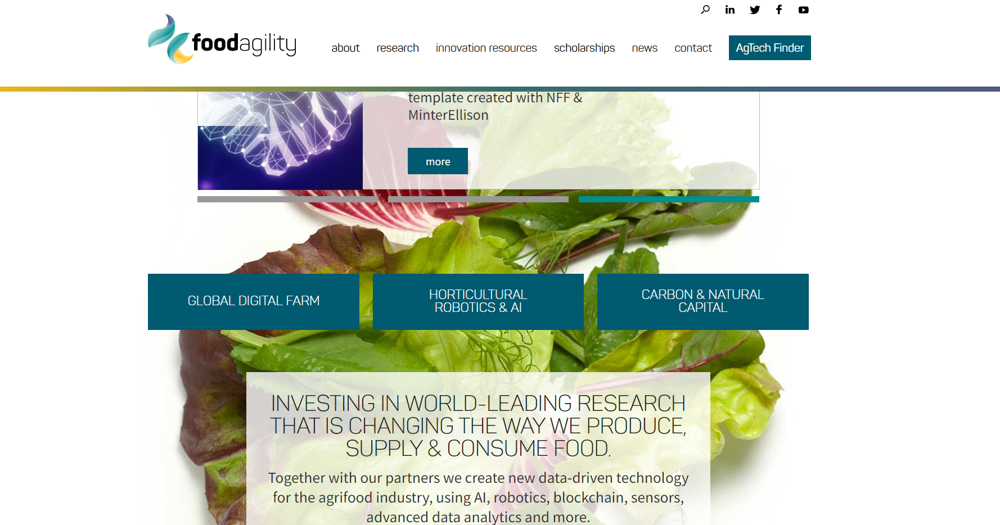 foodagility
about
research
innovation resources
scholarships
news
contact
AgTech Finder
template created with NFF &
MinterEllison
more
GLOBAL DIGITAL FARM
HORTICULTURAL
ROBOTICS & AI
CARBON & NATURAL
CAPITAL
INVESTING IN WORLD-LEADING RESEARCH
THAT IS CHANGING THE WAY WE PRODUCE,
SUPPLY & CONSUME FOOD.
Together with our partners we create new data-driven technology
for the agrifood industry, using AI, robotics, blockchain, sensors,
advanced data analytics and more.